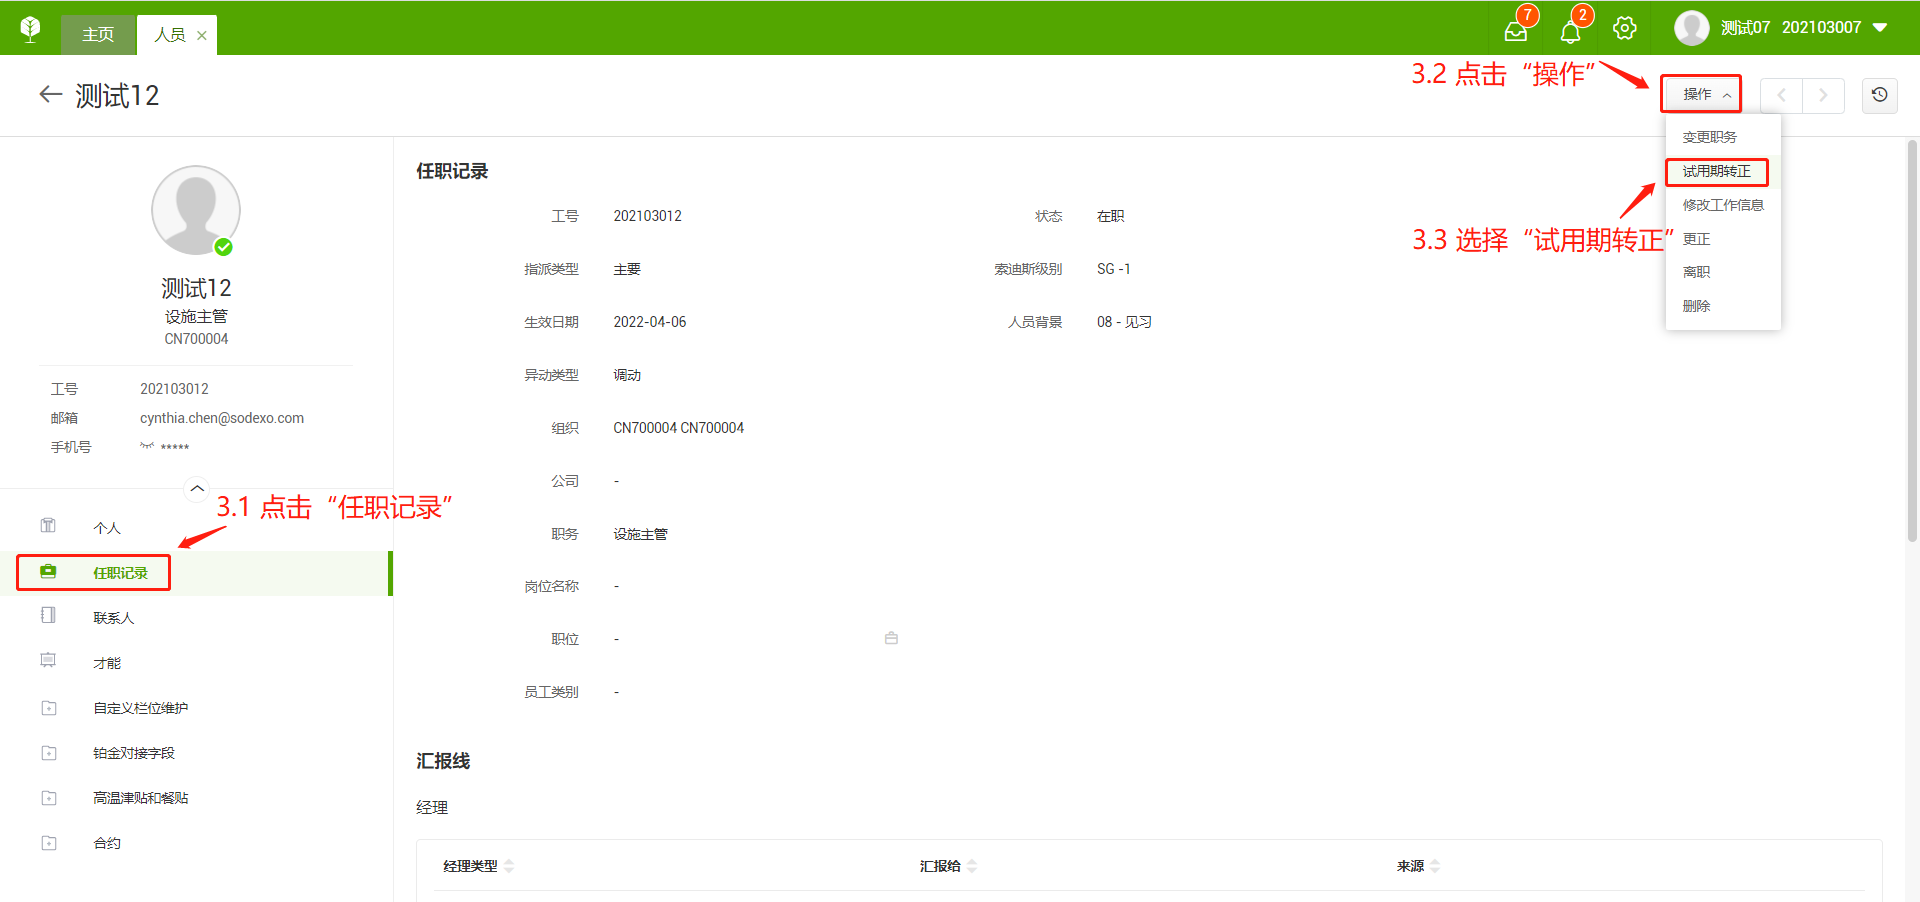 主页
人员
7
2
测试07 202103007
测试12
3.2 点击“操作”
操作
变更职务
试用期转正
修改工作信息
更正
离职
删除
3.3 选择“试用期转正”
测试12
设施主管
CN700004
工号 202103012
邮箱 cynthia.chen@sodexo.com
手机号 *****
3.1 点击“任职记录”
个人
任职记录
联系人
才能
自定义栏位维护
铂金对接字段
高温津贴和餐贴
合约
任职记录
工号 202103012 状态 在职
指派类型 主要 索迪斯级别 SG -1
生效日期 2022-04-06 人员背景 08 - 见习
异动类型 调动
组织 CN700004 CN700004
公司 -
职务 设施主管
岗位名称 -
职位 -
员工类别 -
汇报线
经理
经理类型 汇报给 来源